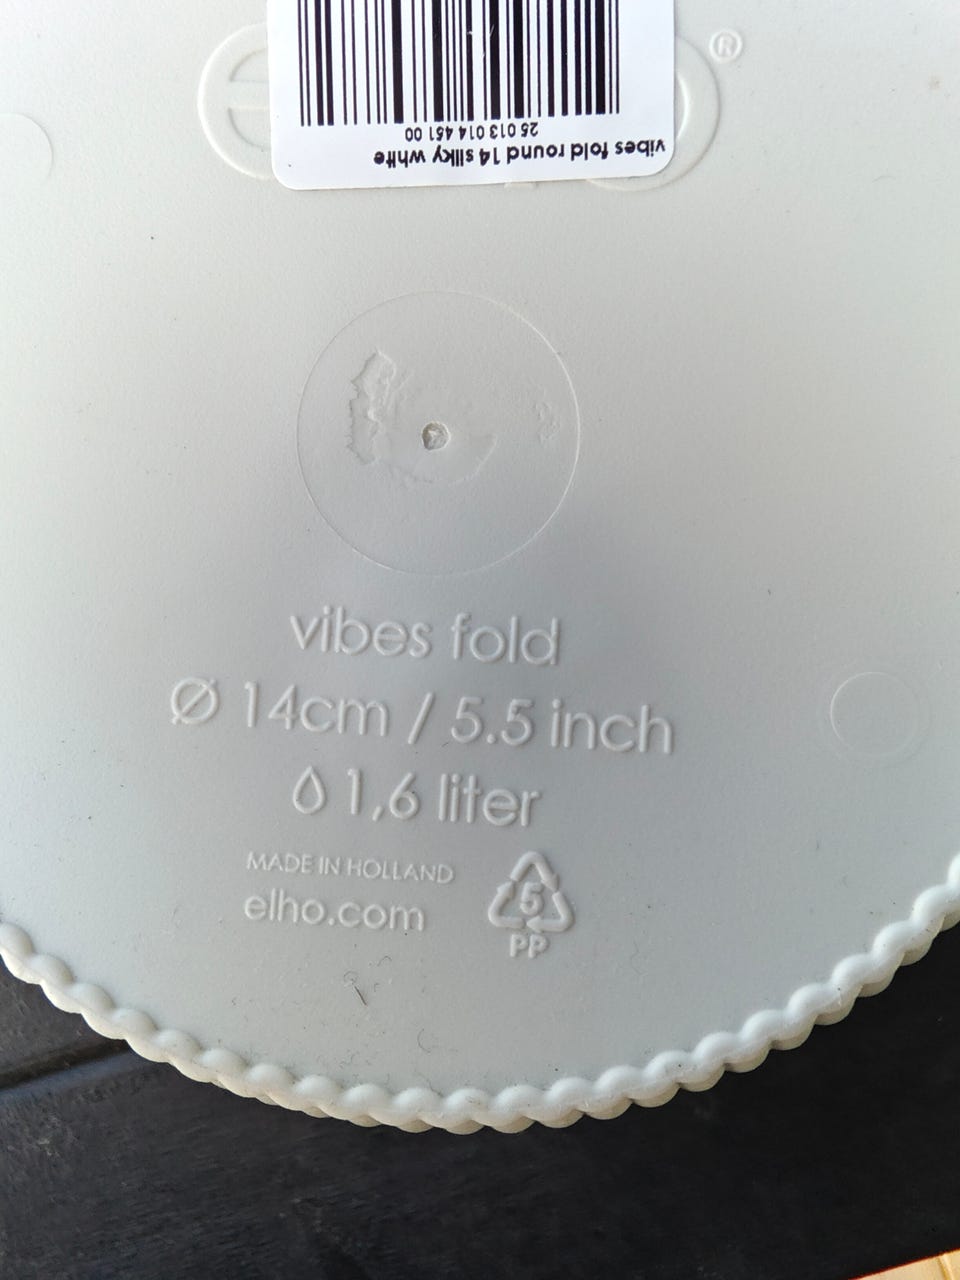 ®
vibes fold round 14 silky white
25 013 014 451 00
vibes fold
Ø 14cm / 5.5 inch
1,6 liter
MADE IN HOLLAND
elho.com
5
PP